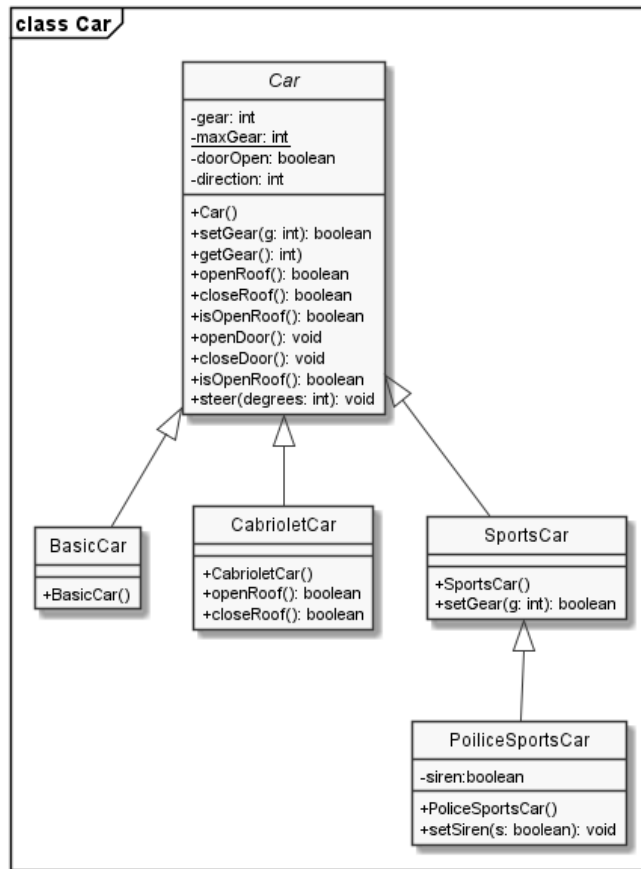 class Car
Car
-gear: int
-maxGear: int
-doorOpen: boolean
-direction: int
+Car()
+setGear(g: int): boolean
+getGear(): int)
+openRoof(): boolean
+closeRoof(): boolean
+isOpenRoof(): boolean
+openDoor(): void
+closeDoor(): void
+isOpenRoof(): boolean
+steer(degrees: int): void
BasicCar
+BasicCar()
CabrioletCar
+CabrioletCar()
+openRoof(): boolean
+closeRoof(): boolean
SportsCar
+SportsCar()
+setGear(g: int): boolean
PoiliceSportsCar
-siren:boolean
+PoliceSportsCar()
+setSiren(s: boolean): void